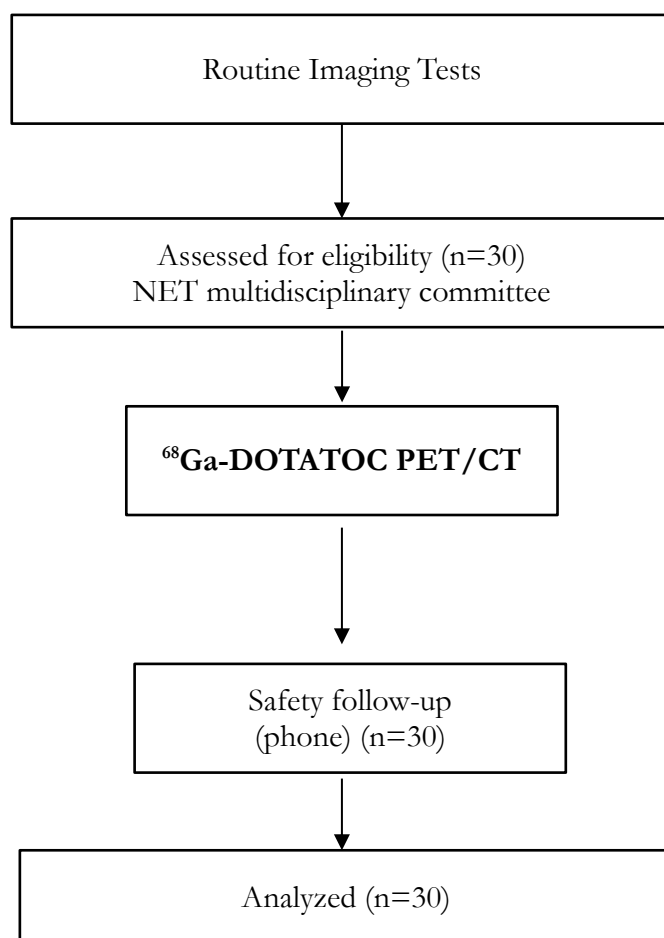 Routine Imaging Tests
Assessed for eligibility (n=30)
NET multidisciplinary committee
⁶⁸Ga-DOTATOC PET/CT
Safety follow-up
(phone) (n=30)
Analyzed (n=30)